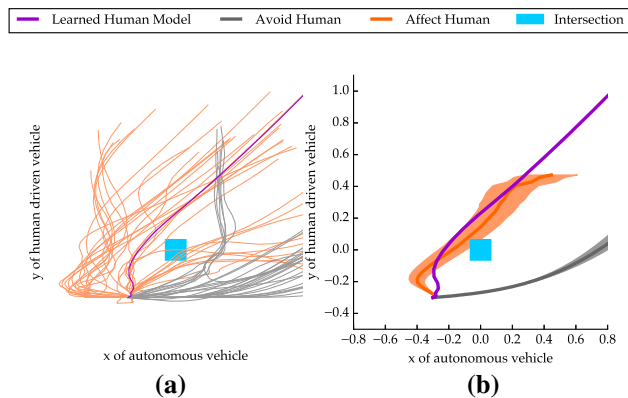 Learned Human Model Avoid Human Affect Human Intersection
y of human driven vehicle
x of autonomous vehicle
(a)
y of human driven vehicle
1.0
0.8
0.6
0.4
0.2
0.0
−0.2
−0.4
−0.8 −0.6 −0.4 −0.2 0.0 0.2 0.4 0.6 0.8
x of autonomous vehicle
(b)